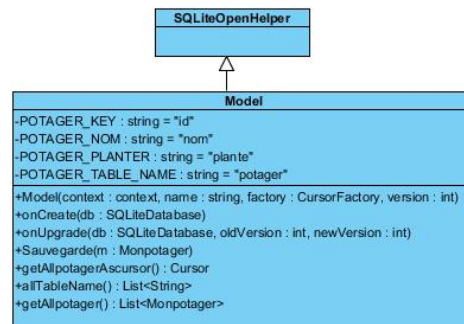 SQLiteOpenHelper
Model
-POTAGER_KEY : string = "id"
-POTAGER_NOM : string = "nom"
-POTAGER_PLANTER : string = "plante"
-POTAGER_TABLE_NAME : string = "potager"
+Model(context : context, name : string, factory : CursorFactory, version : int)
+onCreate(db : SQLiteDatabase)
+onUpgrade(db : SQLiteDatabase, oldVersion : int, newVersion : int)
+Sauvegarde(m : Monpotager)
+getAllpotagerAscursor() : Cursor
+allTableName() : List<String>
+getAllpotager() : List<Monpotager>